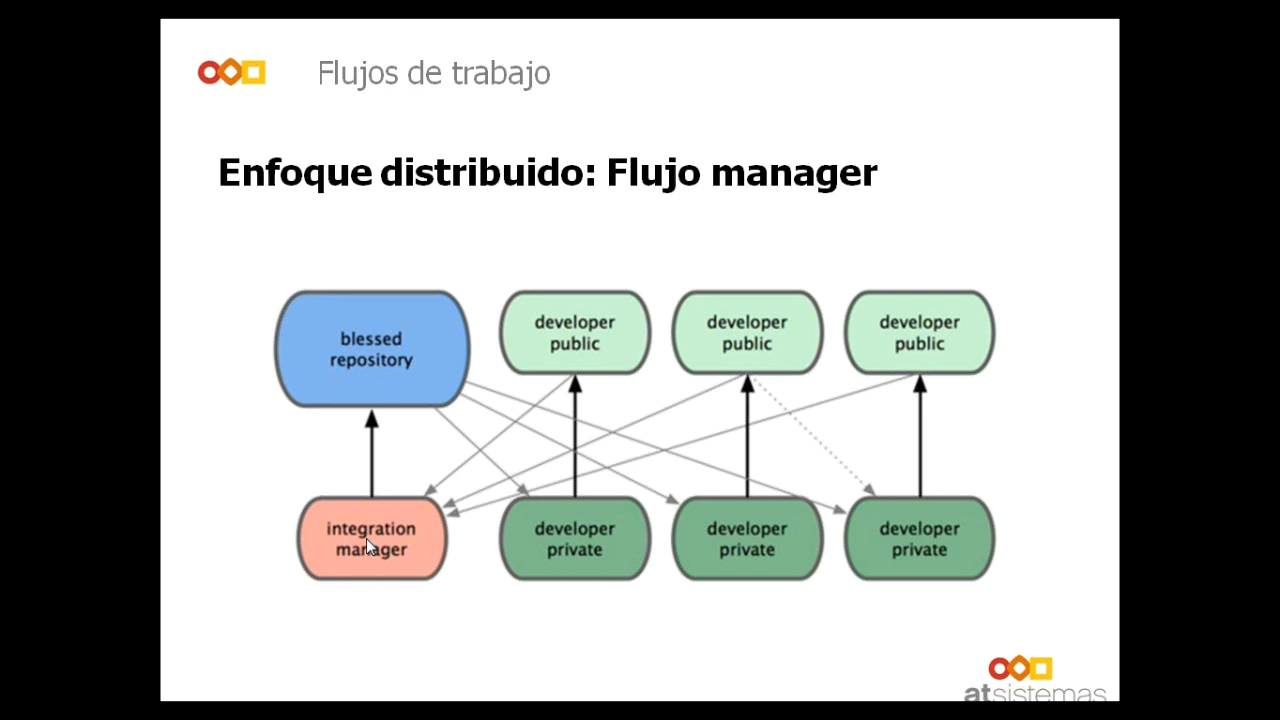 Flujos de trabajo
Enfoque distribuido: Flujo manager
blessed
repository
developer
public
developer
public
developer
public
integration
manager
developer
private
developer
private
developer
private
atsistemas